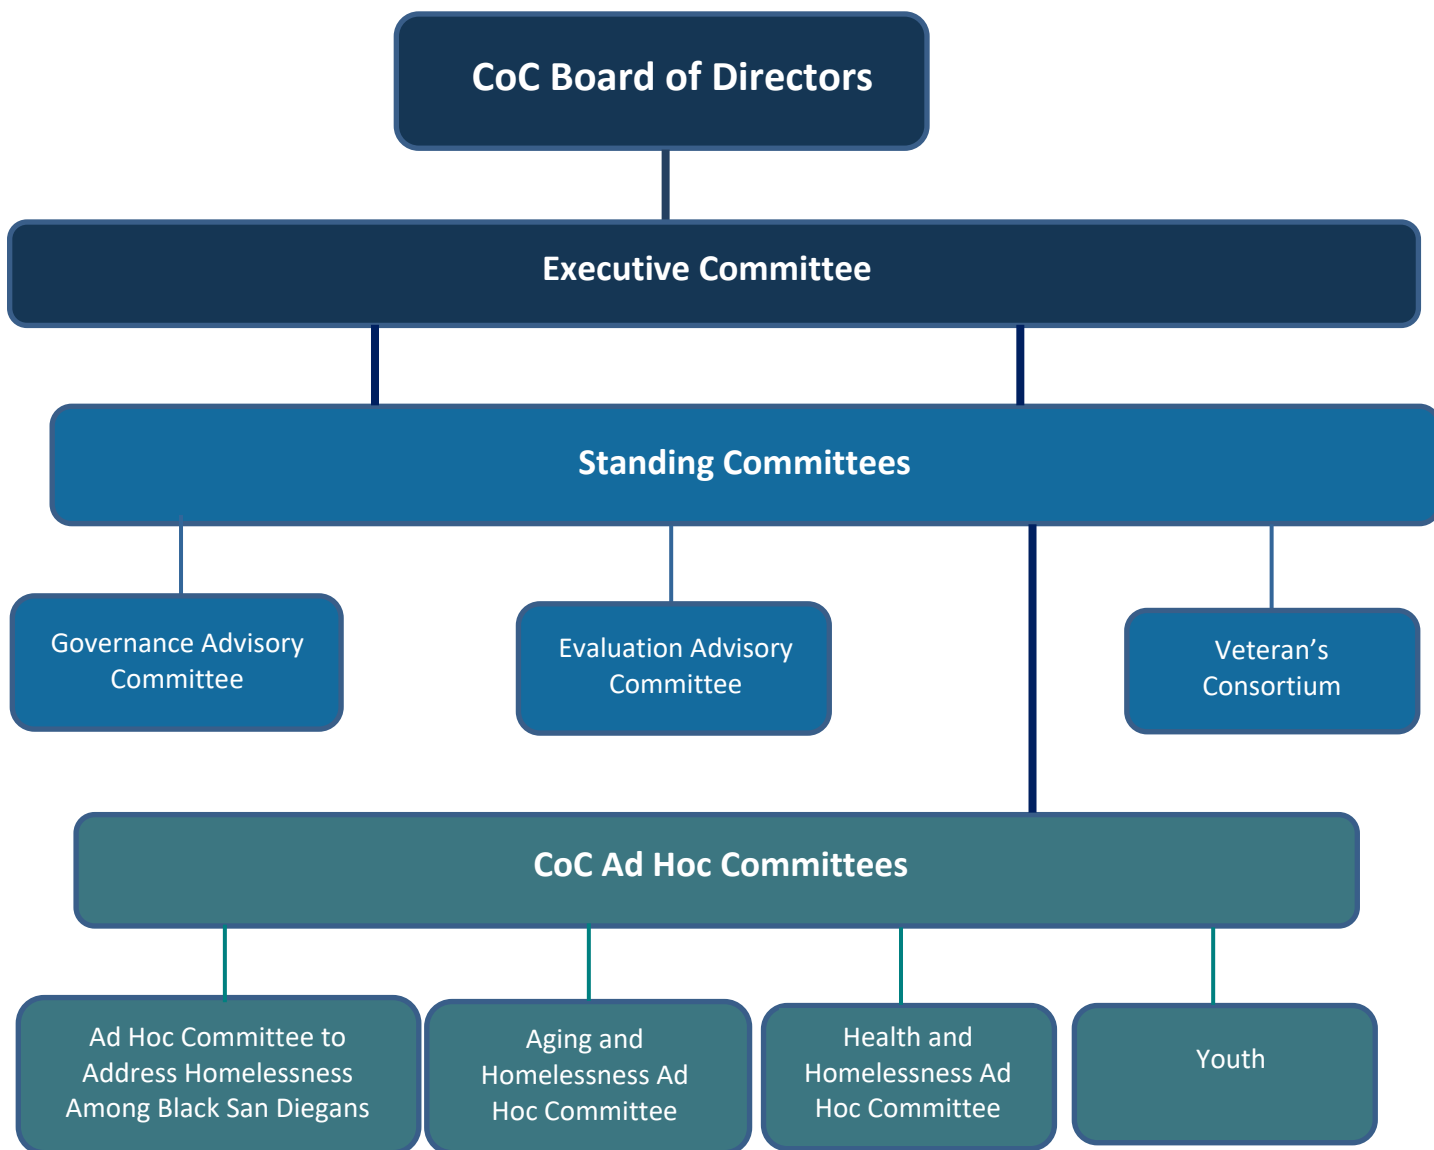 CoC Board of Directors
Executive Committee
Standing Committees
Governance Advisory
Committee
Evaluation Advisory
Committee
Veteran’s
Consortium
CoC Ad Hoc Committees
Ad Hoc Committee to
Address Homelessness
Among Black San Diegans
Aging and
Homelessness Ad
Hoc Committee
Health and
Homelessness Ad
Hoc Committee
Youth